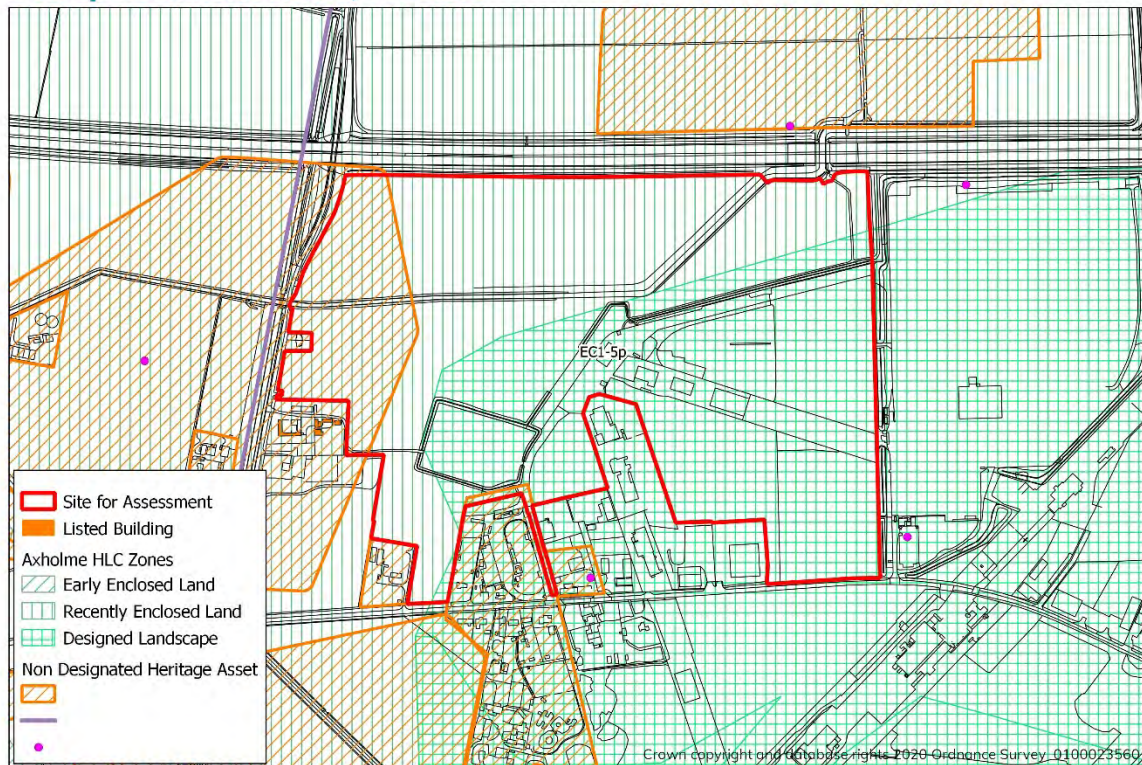 EC1-5p
Site for Assessment
Listed Building
Axholme HLC Zones
Early Enclosed Land
Recently Enclosed Land
Designed Landscape
Non Designated Heritage Asset
Crown copyright and database rights 2020 Ordnance Survey 0100023560